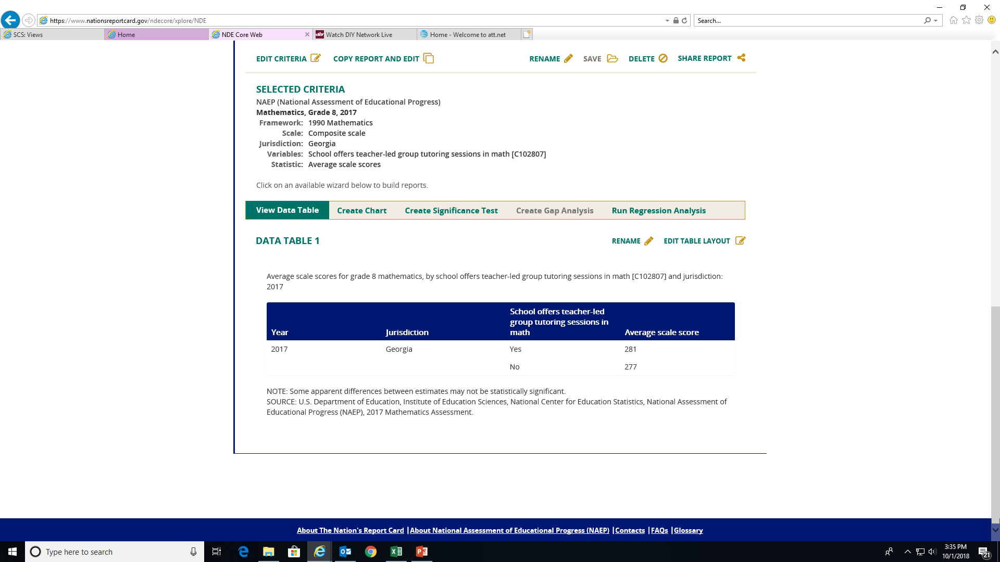 https://www.nationsreportcard.gov/ndecore/xplore/NDE
Search...
SCS: Views
Home
NDE Core Web
diy Watch DIY Network Live
Home - Welcome to att.net
EDIT CRITERIA
COPY REPORT AND EDIT
RENAME
SAVE
DELETE
SHARE REPORT
SELECTED CRITERIA
NAEP (National Assessment of Educational Progress)
Mathematics, Grade 8, 2017
Framework: 1990 Mathematics
Scale: Composite scale
Jurisdiction: Georgia
Variables: School offers teacher-led group tutoring sessions in math [C102807]
Statistic: Average scale scores
Click on an available wizard below to build reports.
View Data Table
Create Chart
Create Significance Test
Create Gap Analysis
Run Regression Analysis
DATA TABLE 1
RENAME
EDIT TABLE LAYOUT
Average scale scores for grade 8 mathematics, by school offers teacher-led group tutoring sessions in math [C102807] and jurisdiction:
2017
School offers teacher-led
group tutoring sessions in
Year Jurisdiction math Average scale score
2017 Georgia Yes 281
No 277
NOTE: Some apparent differences between estimates may not be statistically significant.
SOURCE: U.S. Department of Education, Institute of Education Sciences, National Center for Education Statistics, National Assessment of
Educational Progress (NAEP), 2017 Mathematics Assessment.
About The Nation's Report Card |About National Assessment of Educational Progress (NAEP) |Contacts |FAQs |Glossary
Type here to search
3:35 PM
10/1/2018
21